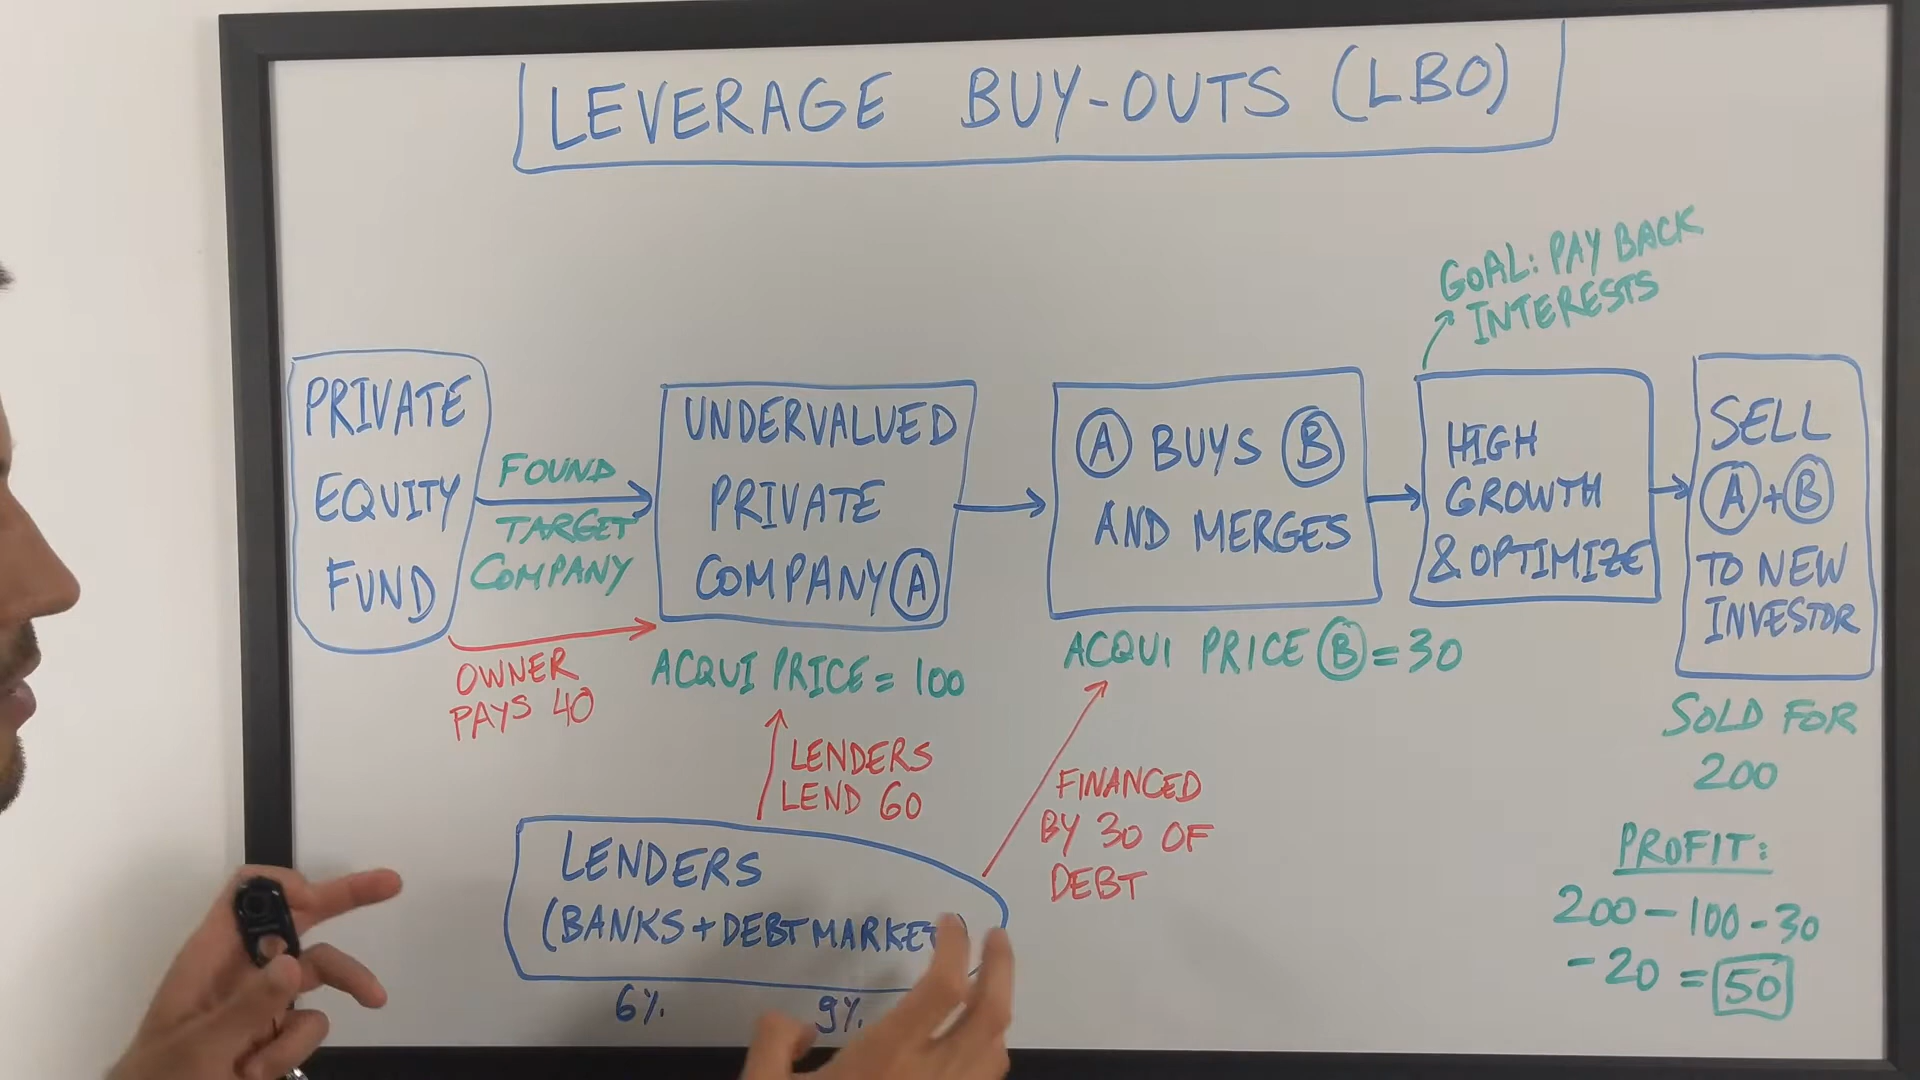 LEVERAGE BUY-OUTS (LBO)
GOAL: PAY BACK
INTERESTS
PRIVATE
EQUITY
FUND
FOUND
TARGET
COMPANY
OWNER
PAYS 40
UNDERVALUED
PRIVATE
COMPANY A
ACQUI PRICE = 100
LENDERS
LEND 60
LENDERS
(BANKS + DEBT MARKET)
6% 9%
A BUYS B
AND MERGES
ACQUI PRICE B = 30
FINANCED
BY 30 OF
DEBT
HIGH
GROWTH
& OPTIMIZE
SELL
A + B
TO NEW
INVESTOR
SOLD FOR
200
PROFIT:
200 - 100 - 30
- 20 = 50